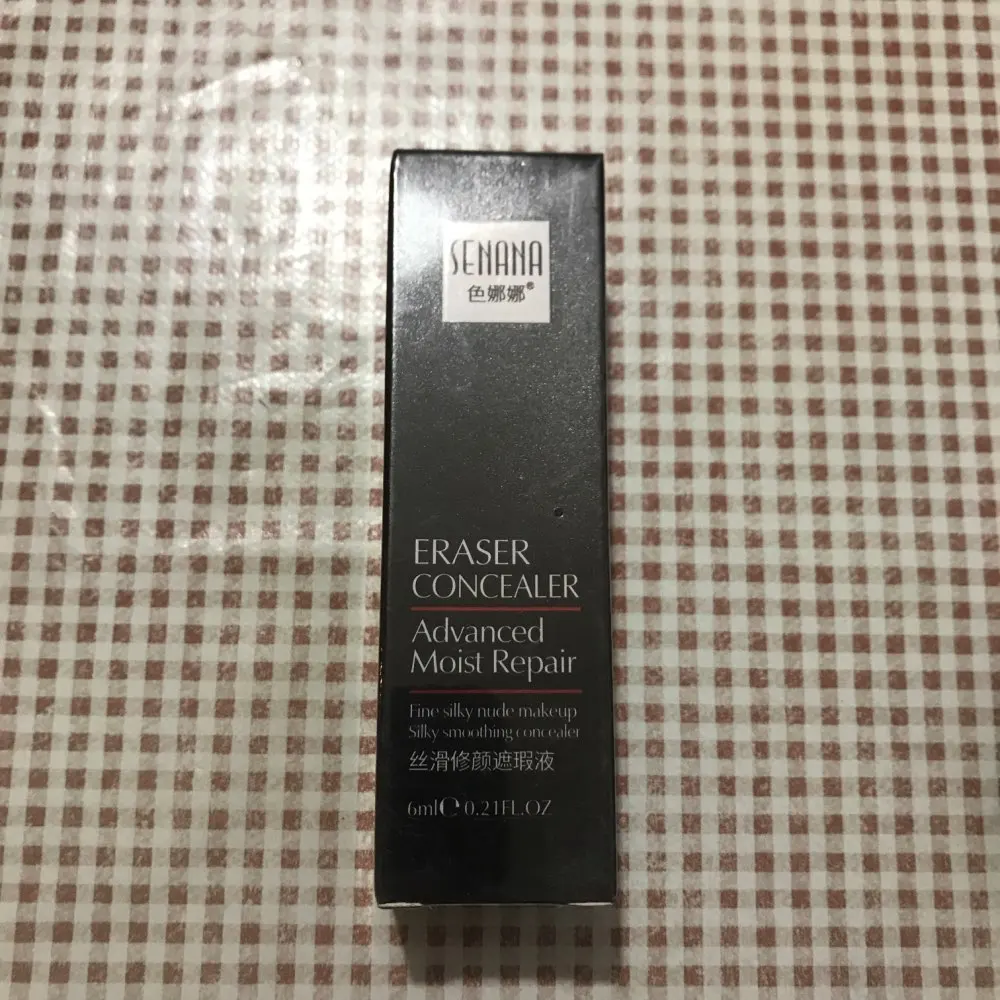 SENANA
色娜娜®
ERASER
CONCEALER
Advanced
Moist Repair
Fine silky nude makeup
Silky smoothing concealer
丝滑修颜遮瑕液
6ml℮ 0.21FL.OZ